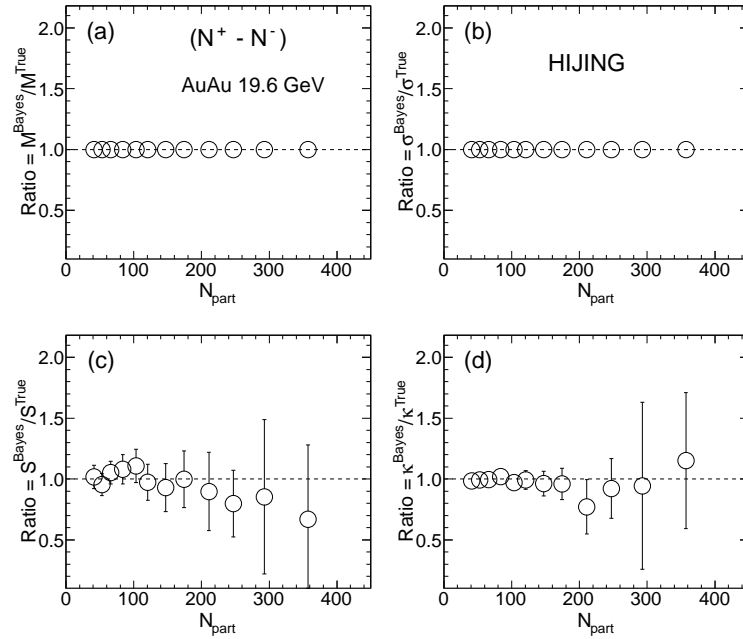 (a)
(N⁺ - N⁻)
AuAu 19.6 GeV
Ratio = M^Bayes/M^True
2.0
1.5
1.0
0.5
0 100 200 300 400
N_part
(b)
HIJING
Ratio = σ^Bayes/σ^True
2.0
1.5
1.0
0.5
0 100 200 300 400
N_part
(c)
Ratio = S^Bayes/S^True
2.0
1.5
1.0
0.5
0 100 200 300 400
N_part
(d)
Ratio = κ^Bayes/κ^True
2.0
1.5
1.0
0.5
0 100 200 300 400
N_part